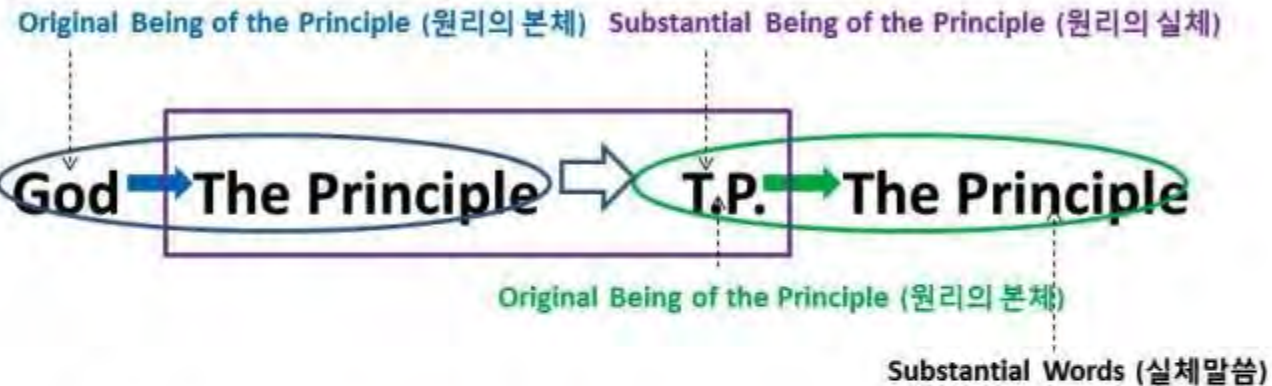 Original Being of the Principle (원리의 본체) Substantial Being of the Principle (원리의 실체)
God The Principle T.P. The Principle
Original Being of the Principle (원리의 본체)
Substantial Words (실체말씀)